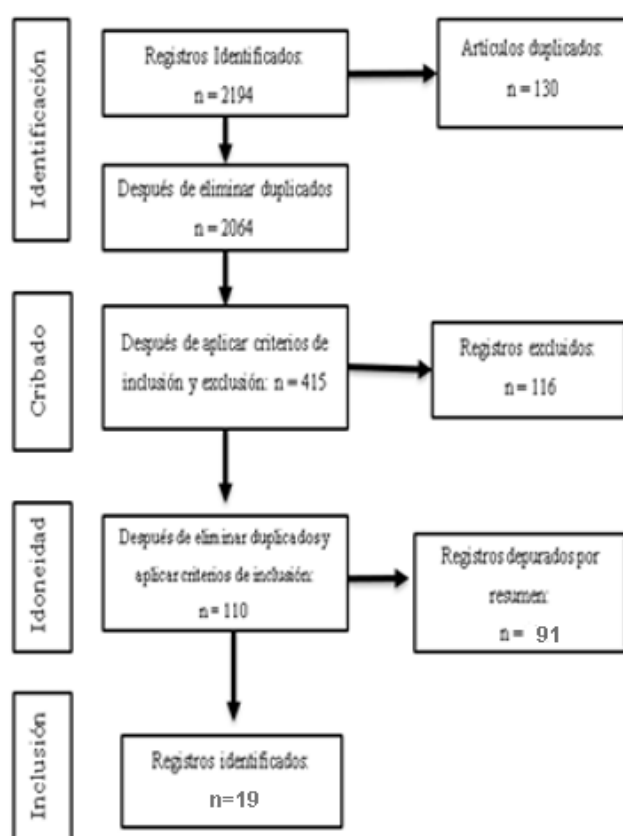 Identificación
Registros Identificados:
n = 2194
Artículos duplicados:
n = 130
Después de eliminar duplicados
n = 2064
Cribado
Después de aplicar criterios de
inclusión y exclusión: n = 415
Registros excluidos:
n = 116
Idoneidad
Después de eliminar duplicados y
aplicar criterios de inclusión:
n = 110
Registros depurados por
resumen:
n= 91
Inclusión
Registros identificados:
n=19